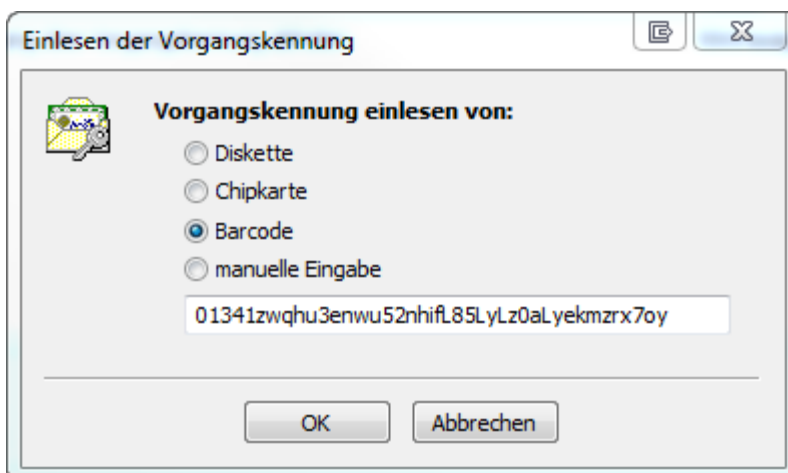 Einlesen der Vorgangskennung
Vorgangskennung einlesen von:
Diskette
Chipkarte
Barcode
manuelle Eingabe
01341zwqhu3enwu52nhifL85LyLz0aLyekmzrx7oy
OK Abbrechen